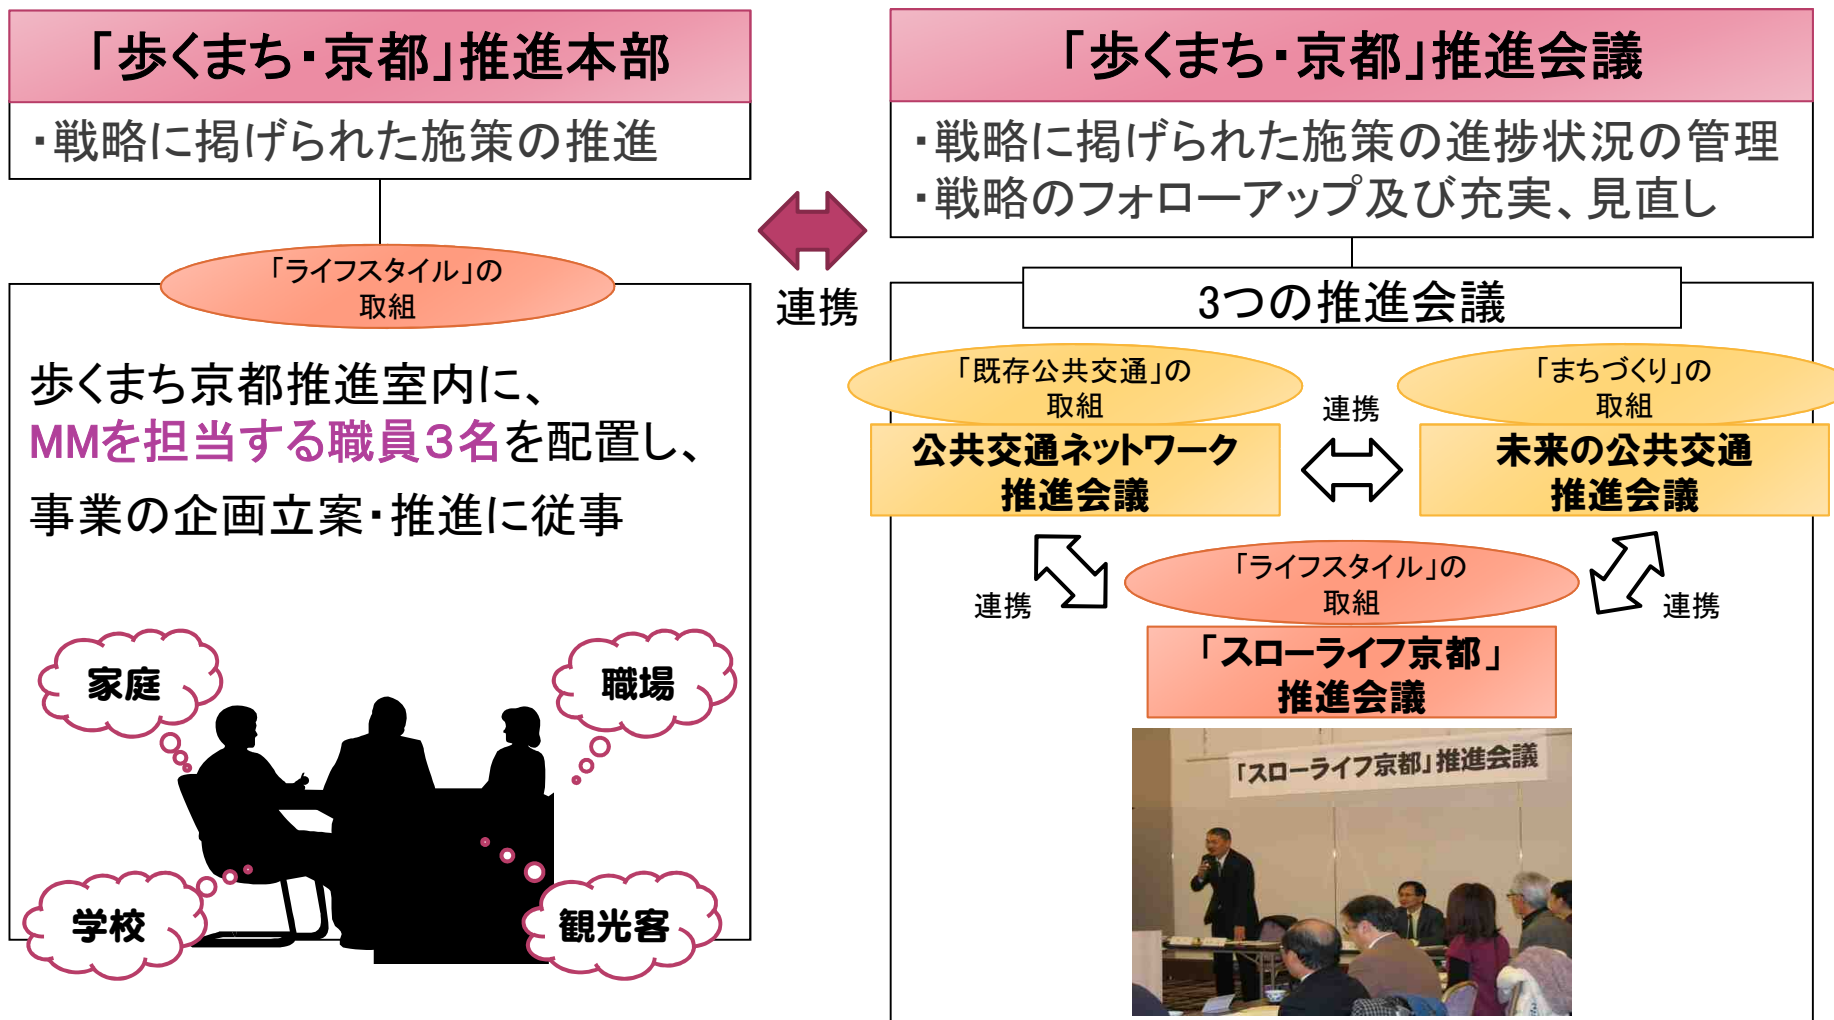 「歩くまち・京都」推進本部
・戦略に掲げられた施策の推進
「ライフスタイル」の
取組
歩くまち京都推進室内に、
MMを担当する職員3名を配置し、
事業の企画立案・推進に従事
家庭
職場
学校
観光客
連携
「歩くまち・京都」推進会議
・戦略に掲げられた施策の進捗状況の管理
・戦略のフォローアップ及び充実、見直し
3つの推進会議
「既存公共交通」の
取組
公共交通ネットワーク
推進会議
連携
「まちづくり」の
取組
未来の公共交通
推進会議
連携
「ライフスタイル」の
取組
連携
「スローライフ京都」
推進会議
「スローライフ京都」推進会議